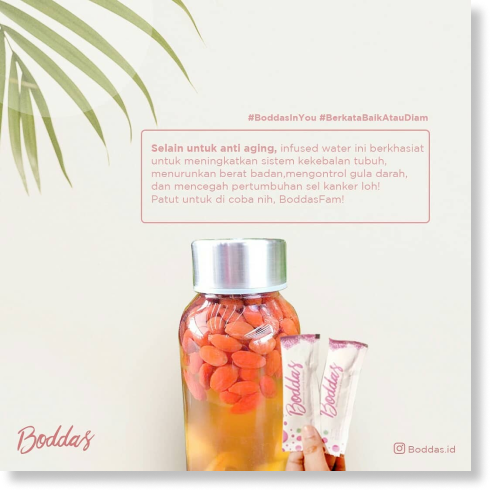 #BoddasInYou #BerkataBaikAtauDiam
Selain untuk anti aging, infused water ini berkhasiat
untuk meningkatkan sistem kekebalan tubuh,
menurunkan berat badan,mengontrol gula darah,
dan mencegah pertumbuhan sel kanker loh!
Patut untuk di coba nih, BoddasFam!
Boddas
Boddas
Boddas
Boddas.id